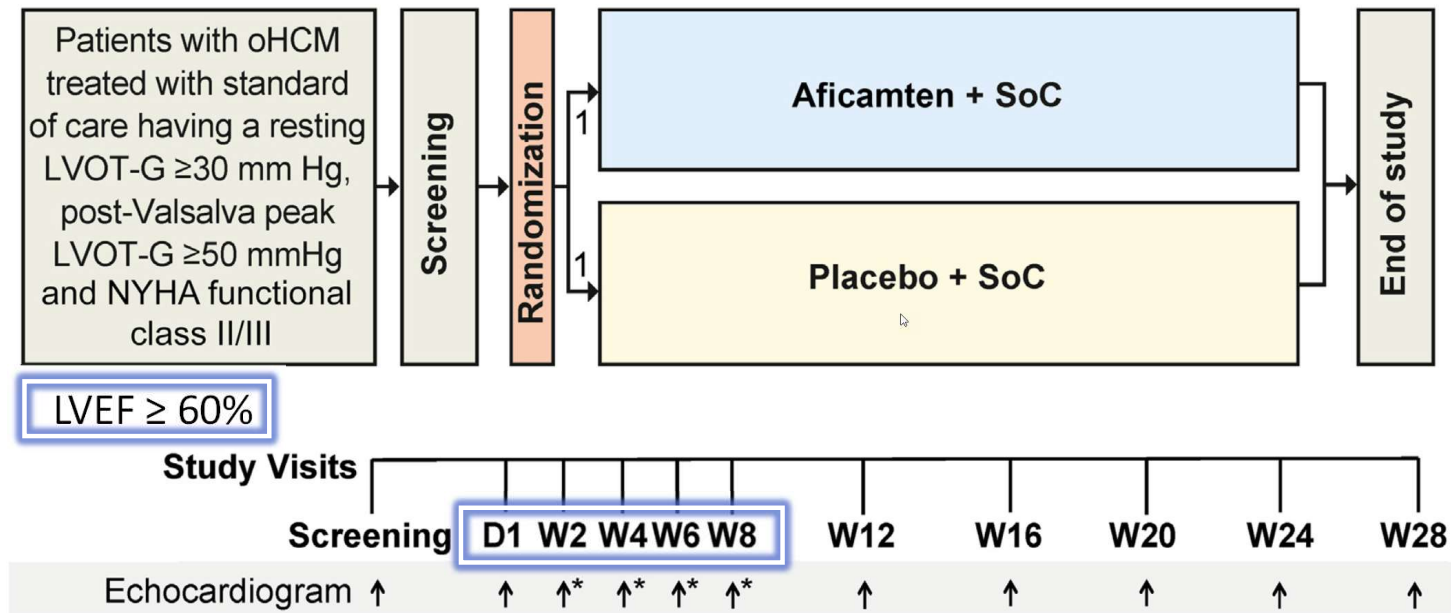 Patients with oHCM
treated with standard
of care having a resting
LVOT-G ≥30 mm Hg,
post-Valsalva peak
LVOT-G ≥50 mmHg
and NYHA functional
class II/III
Screening
Randomization
1
Aficamten + SoC
1
Placebo + SoC
End of study
LVEF ≥ 60%
Study Visits
Screening D1 W2 W4 W6 W8 W12 W16 W20 W24 W28
Echocardiogram ↑ ↑ ↑* ↑* ↑* ↑* ↑ ↑ ↑ ↑ ↑